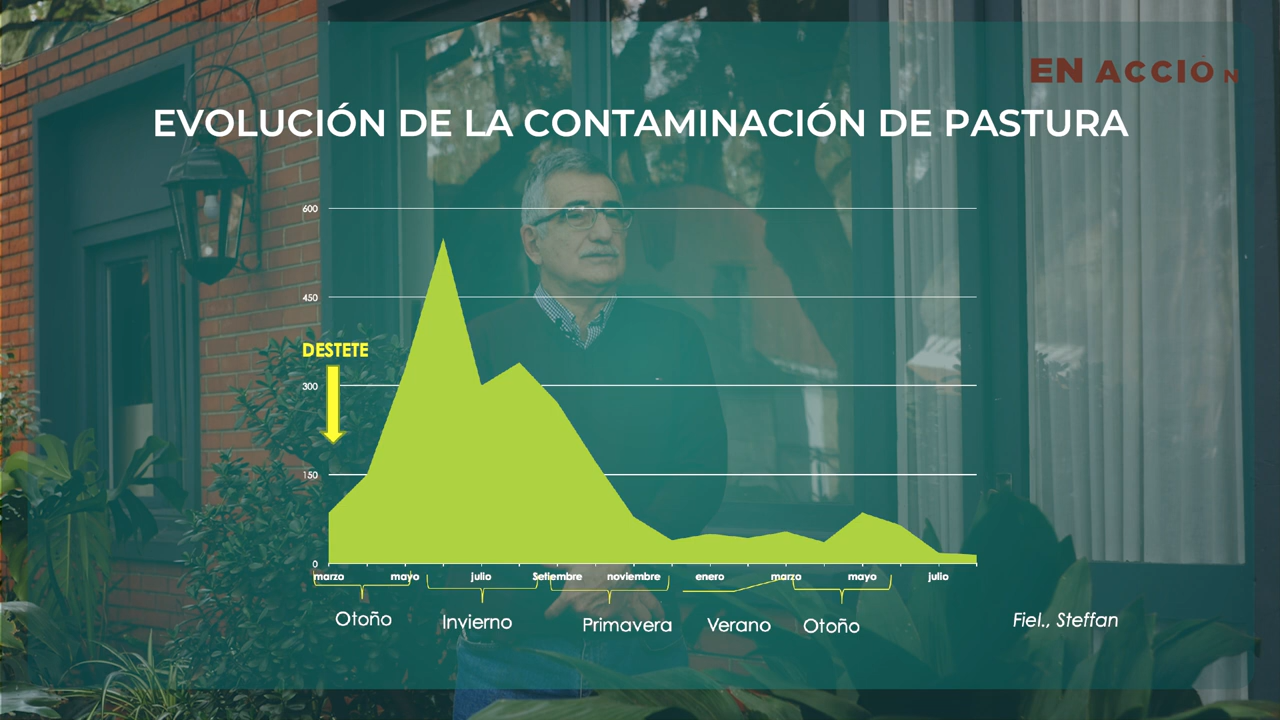 EN ACCIÓN
EVOLUCIÓN DE LA CONTAMINACIÓN DE PASTURA
600
450
DESTETE
300
150
0
marzo mayo julio Setiembre noviembre enero marzo mayo julio
Otoño Invierno Primavera Verano Otoño
Fiel., Steffan